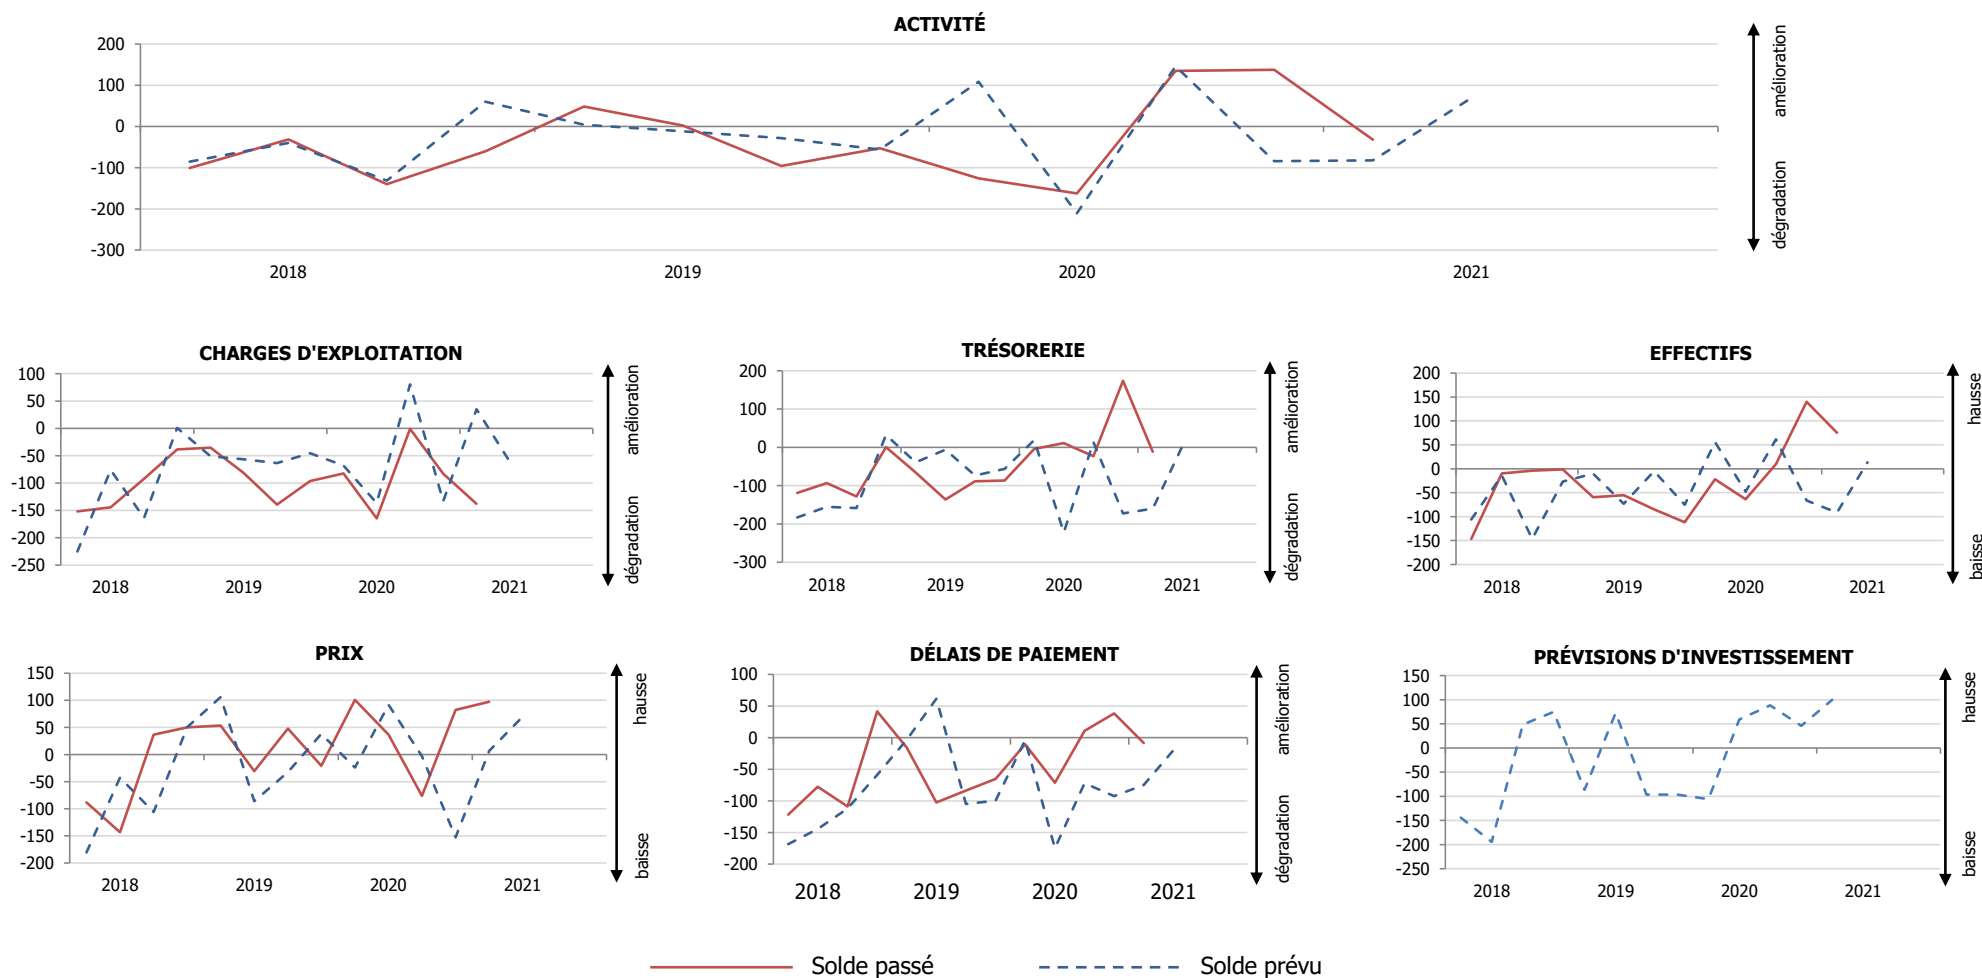 ACTIVITÉ
200
100
0
-100
-200
-300
2018 2019 2020 2021
amélioration
dégradation
CHARGES D'EXPLOITATION
100
50
0
-50
-100
-150
-200
-250
2018 2019 2020 2021
amélioration
dégradation
TRÉSORERIE
200
100
0
-100
-200
-300
2018 2019 2020 2021
amélioration
dégradation
EFFECTIFS
200
150
100
50
0
-50
-100
-150
-200
2018 2019 2020 2021
hausse
baisse
PRIX
150
100
50
0
-50
-100
-150
-200
2018 2019 2020 2021
hausse
baisse
DÉLAIS DE PAIEMENT
100
50
0
-50
-100
-150
-200
2018 2019 2020 2021
amélioration
dégradation
PRÉVISIONS D'INVESTISSEMENT
150
100
50
0
-50
-100
-150
-200
-250
2018 2019 2020 2021
hausse
baisse
Solde passé Solde prévu